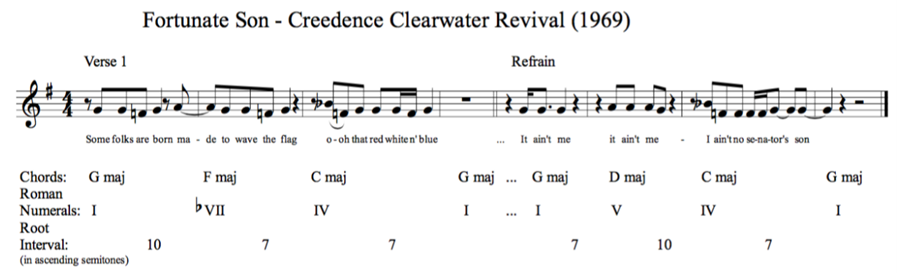 Fortunate Son - Creedence Clearwater Revival (1969)
Verse 1 Refrain
4
4
Some folks are born ma - de to wave the flag o - oh that red white n' blue ... It ain't me it ain't me - I ain't no se-na-tor's son
Chords: G maj F maj C maj G maj ... G maj D maj C maj G maj
Roman
Numerals: I ♭VII IV I ... I V IV I
Root
Interval: 10 7 7 7 10 7
(in ascending semitones)